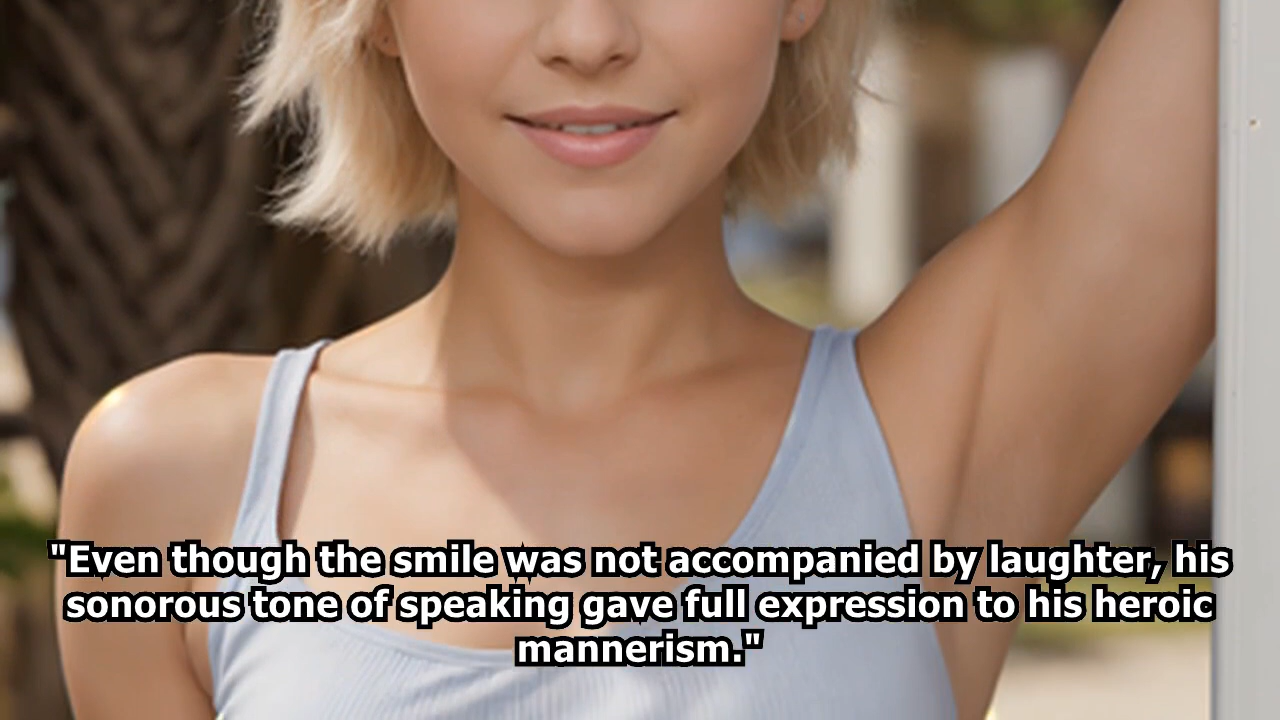 "Even though the smile was not accompanied by laughter, his
sonorous tone of speaking gave full expression to his heroic
mannerism."